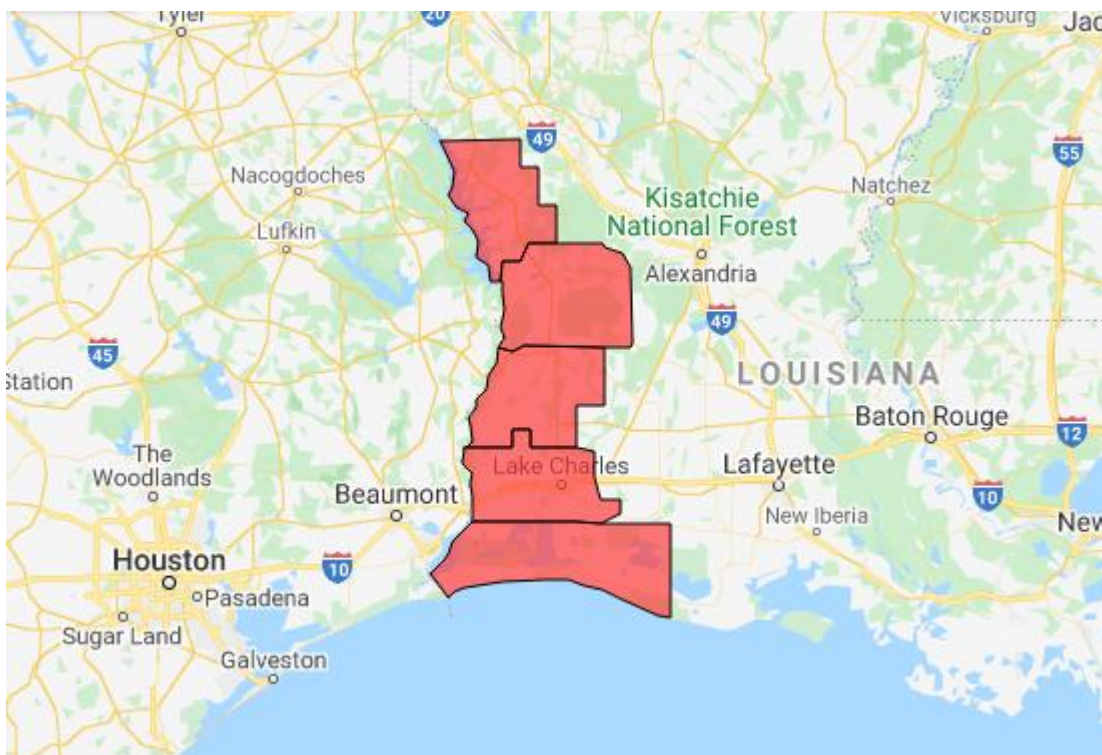 Tyler
20
Vicksburg
Jac
49
55
Nacogdoches
Kisatchie
National Forest
Natchez
Lufkin
Alexandria
49
45
Station
LOUISIANA
Baton Rouge
12
The
Woodlands
Lake Charles
Lafayette
Beaumont
10
New Iberia
New
Houston
10
Pasadena
Sugar Land
Galveston